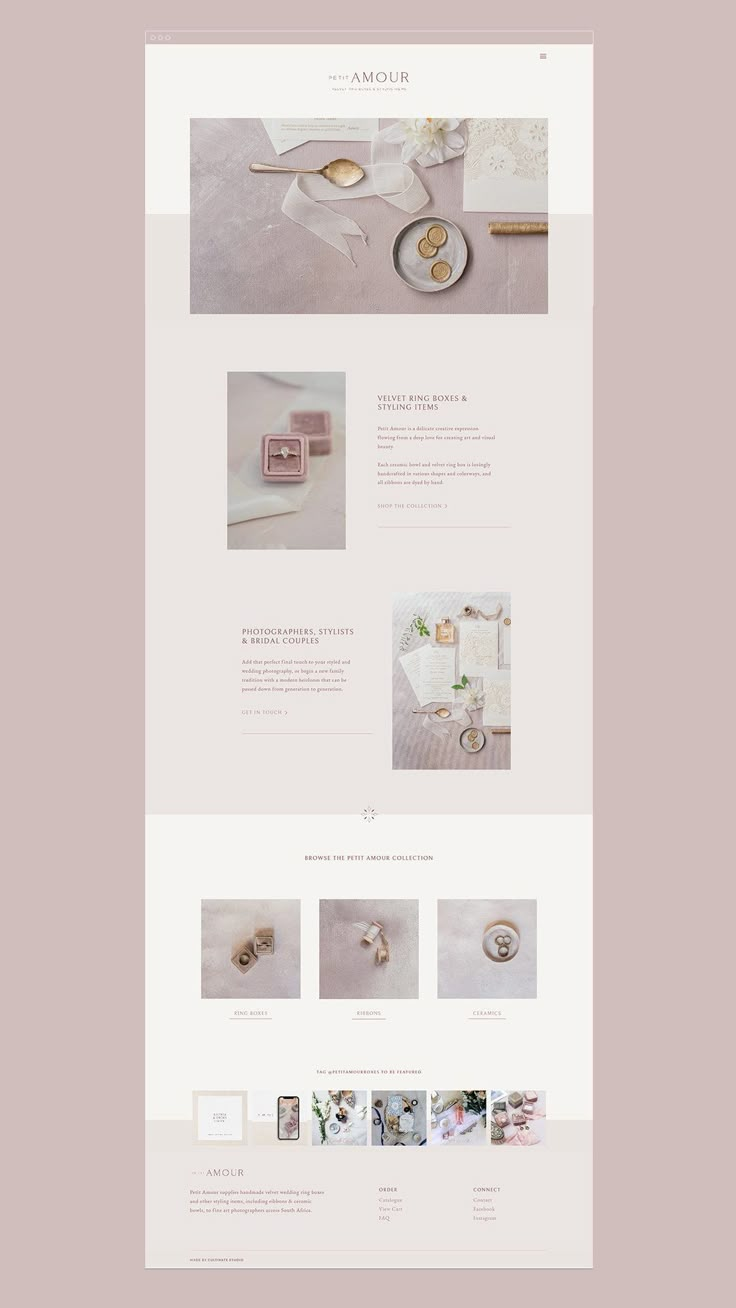 PETIT AMOUR
VELVET RING BOXES & STYLING ITEMS
VELVET RING BOXES &
STYLING ITEMS
Petit Amour is a delicate creative expression
flowing from a deep love for creating art and visual
beauty.
Each ceramic bowl and velvet ring box is lovingly
handcrafted in various shapes and colorways, and
all ribbons are dyed by hand.
SHOP THE COLLECTION >
PHOTOGRAPHERS, STYLISTS
& BRIDAL COUPLES
Add that perfect final touch to your styled and
wedding photography, or begin a new family
tradition with a modern heirloom that can be
passed down from generation to generation.
GET IN TOUCH >
BROWSE THE PETIT AMOUR COLLECTION
RING BOXES
RIBBONS
CERAMICS
TAG @PETITAMOURBOXES TO BE FEATURED
AMOUR
Petit Amour supplies handmade velvet wedding ring boxes
and other styling items, including ribbons & ceramic
bowls, to fine art photographers across South Africa.
ORDER
Catalogue
View Cart
FAQ
CONNECT
Contact
Facebook
Instagram